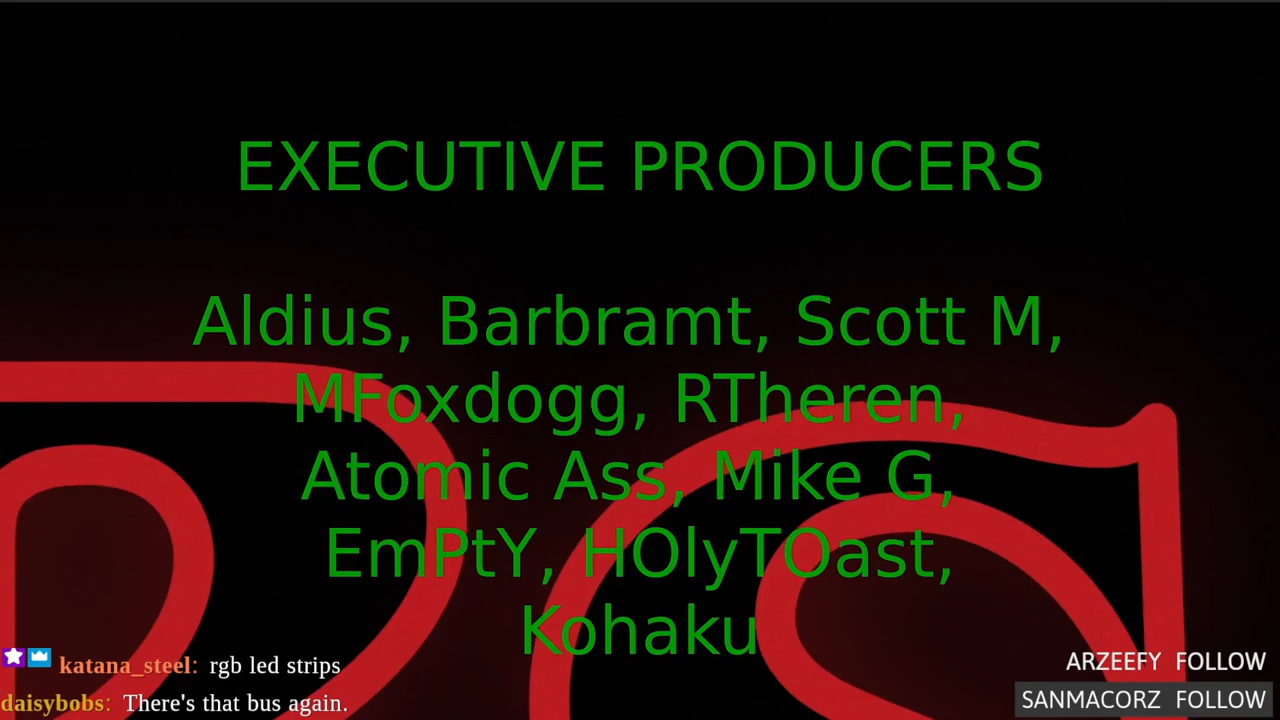 EXECUTIVE PRODUCERS
Aldius, Barbramt, Scott M,
MFoxdogg, RTheren,
Atomic Ass, Mike G,
EmPtY, HOlyTOast,
Kohaku
katana_steel: rgb led strips
daisybobs: There's that bus again.
ARZEEFY FOLLOW
SANMACORZ FOLLOW